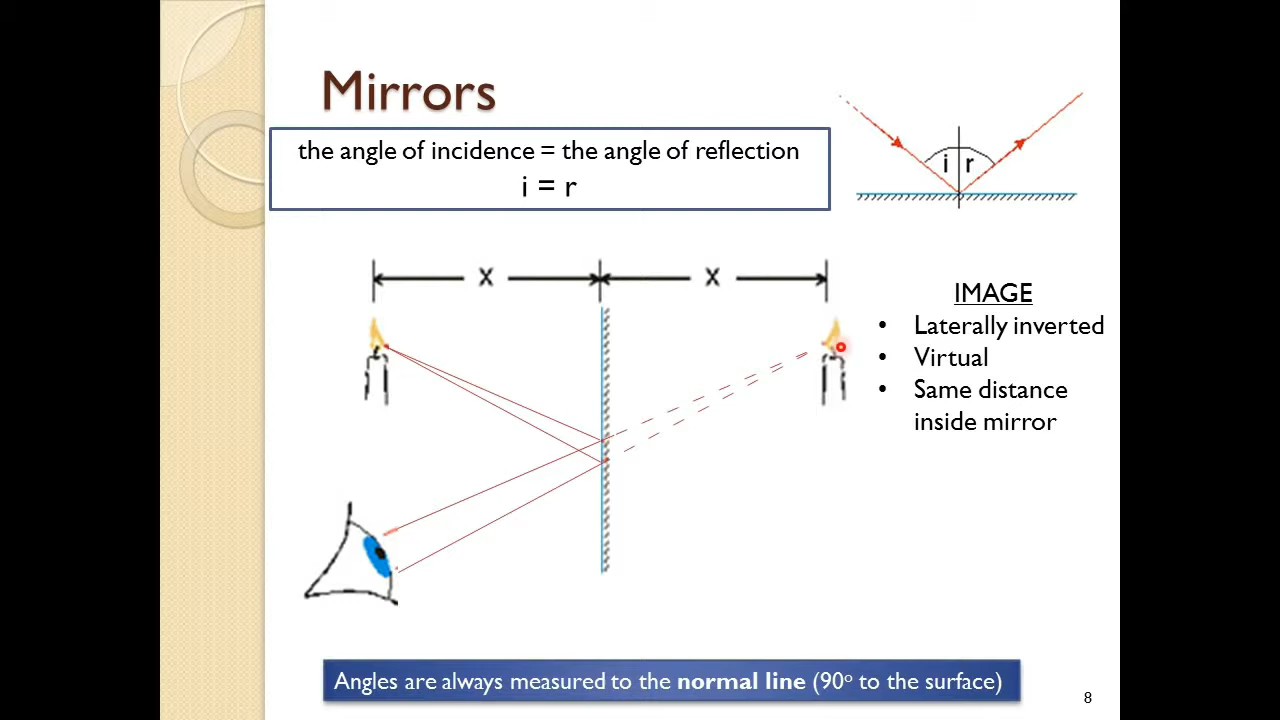 Mirrors
the angle of incidence = the angle of reflection
i = r
i r
x x
IMAGE
• Laterally inverted
• Virtual
• Same distance
inside mirror
Angles are always measured to the normal line (90º to the surface)
8